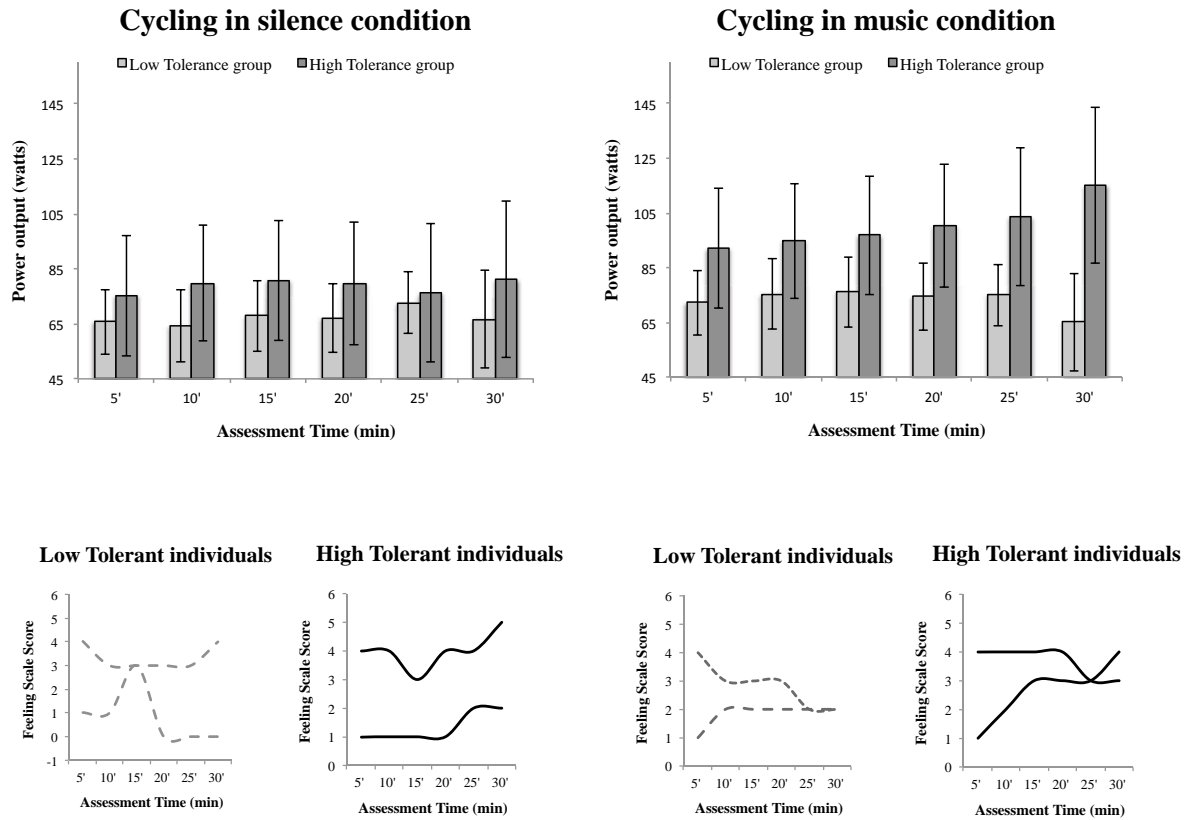 Cycling in silence condition
Low Tolerance group High Tolerance group
Power output (watts)
145
125
105
85
65
45
5' 10' 15' 20' 25' 30'
Assessment Time (min)
Cycling in music condition
Low Tolerance group High Tolerance group
Power output (watts)
145
125
105
85
65
45
5' 10' 15' 20' 25' 30'
Assessment Time (min)
Low Tolerant individuals
Feeling Scale Score
6
5
4
3
2
1
0
-1
5' 10' 15' 20' 25' 30'
Assessment Time (min)
High Tolerant individuals
Feeling Scale Score
6
5
4
3
2
1
0
5' 10' 15' 20' 25' 30'
Assessment Time (min)
Low Tolerant individuals
Feeling Scale Score
6
5
4
3
2
1
0
5' 10' 15' 20' 25' 30'
Assessment Time (min)
High Tolerant individuals
Feeling Scale Score
6
5
4
3
2
1
0
5' 10' 15' 20' 25' 30'
Assessment Time (min)